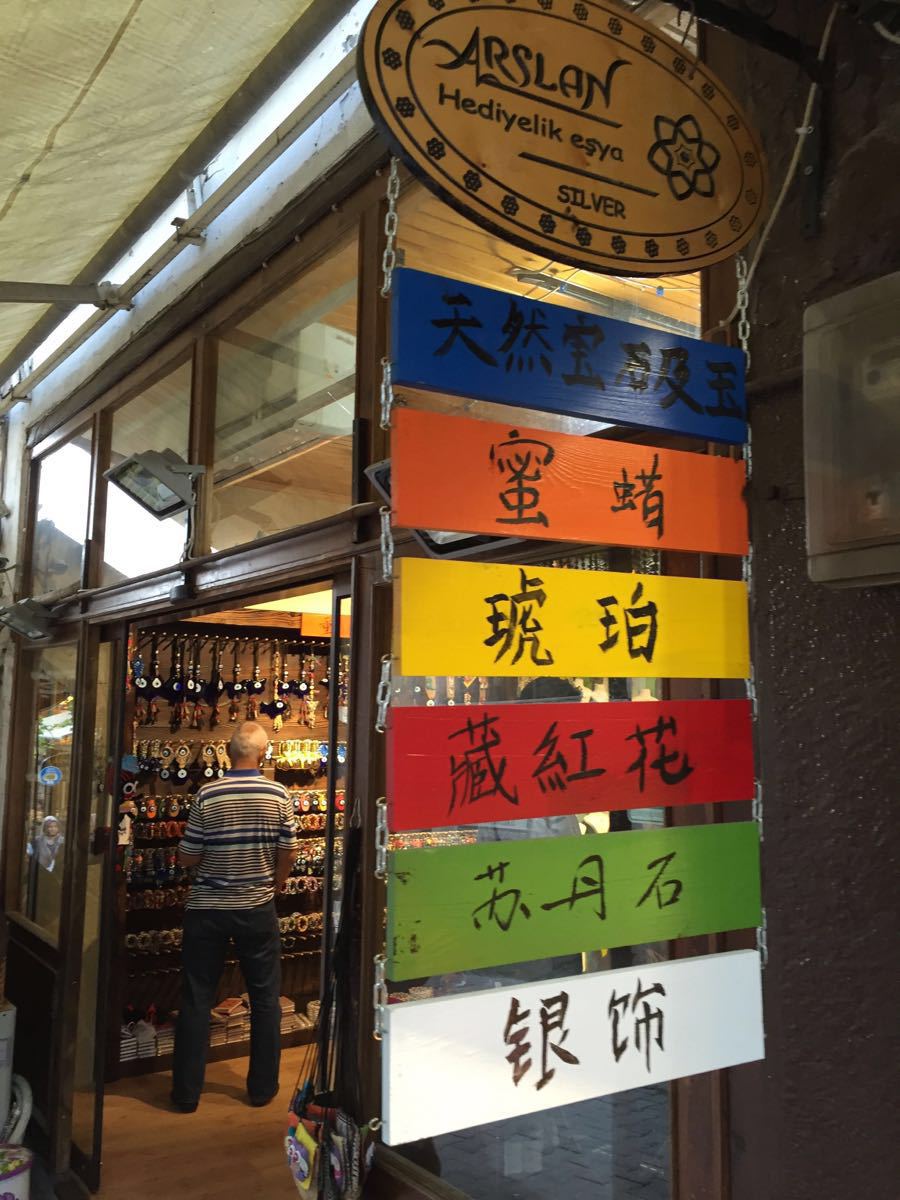 ARSLAN
Hediyelik eşya
SILVER
天然宝石及玉
蜜蜡
琥珀
藏紅花
苏丹石
银饰